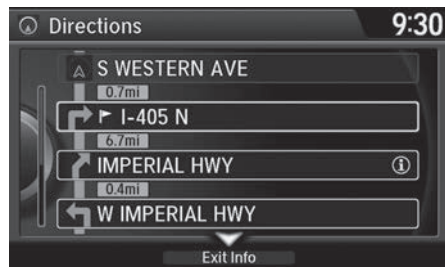 Directions
9:30
S WESTERN AVE
0.7mi
I-405 N
6.7mi
IMPERIAL HWY
0.4mi
W IMPERIAL HWY
Exit Info